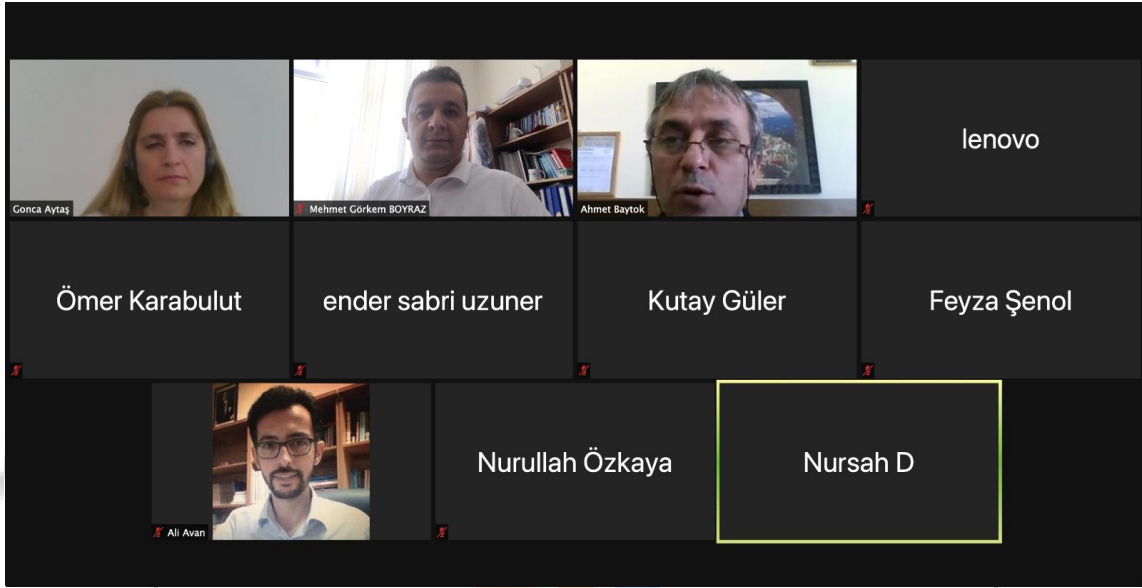 Gonca Aytaş
Mehmet Görkem BOYRAZ
Ahmet Baytok
lenovo
Ömer Karabulut
ender sabri uzuner
Kutay Güler
Feyza Şenol
Ali Avan
Nurullah Özkaya
Nursah D